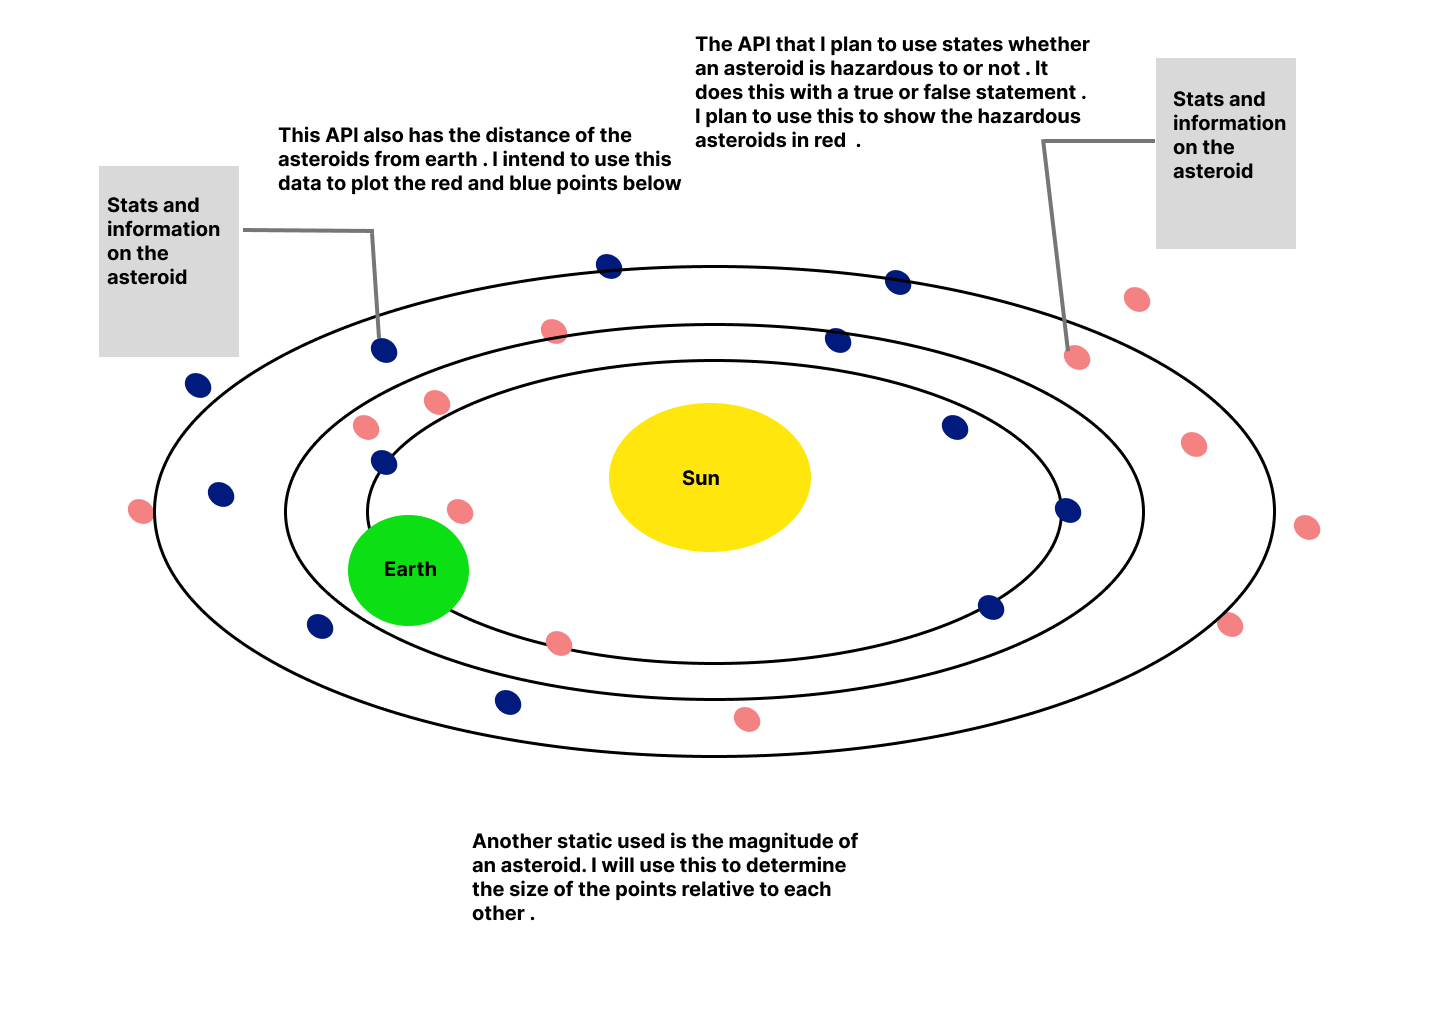 The API that I plan to use states whether
an asteroid is hazardous to or not . It
does this with a true or false statement .
I plan to use this to show the hazardous
asteroids in red  .
Stats and
information
on the
asteroid
This API also has the distance of the
asteroids from earth . I intend to use this
data to plot the red and blue points below
Stats and
information
on the
asteroid
Sun
Earth
Another static used is the magnitude of
an asteroid. I will use this to determine
the size of the points relative to each
other .